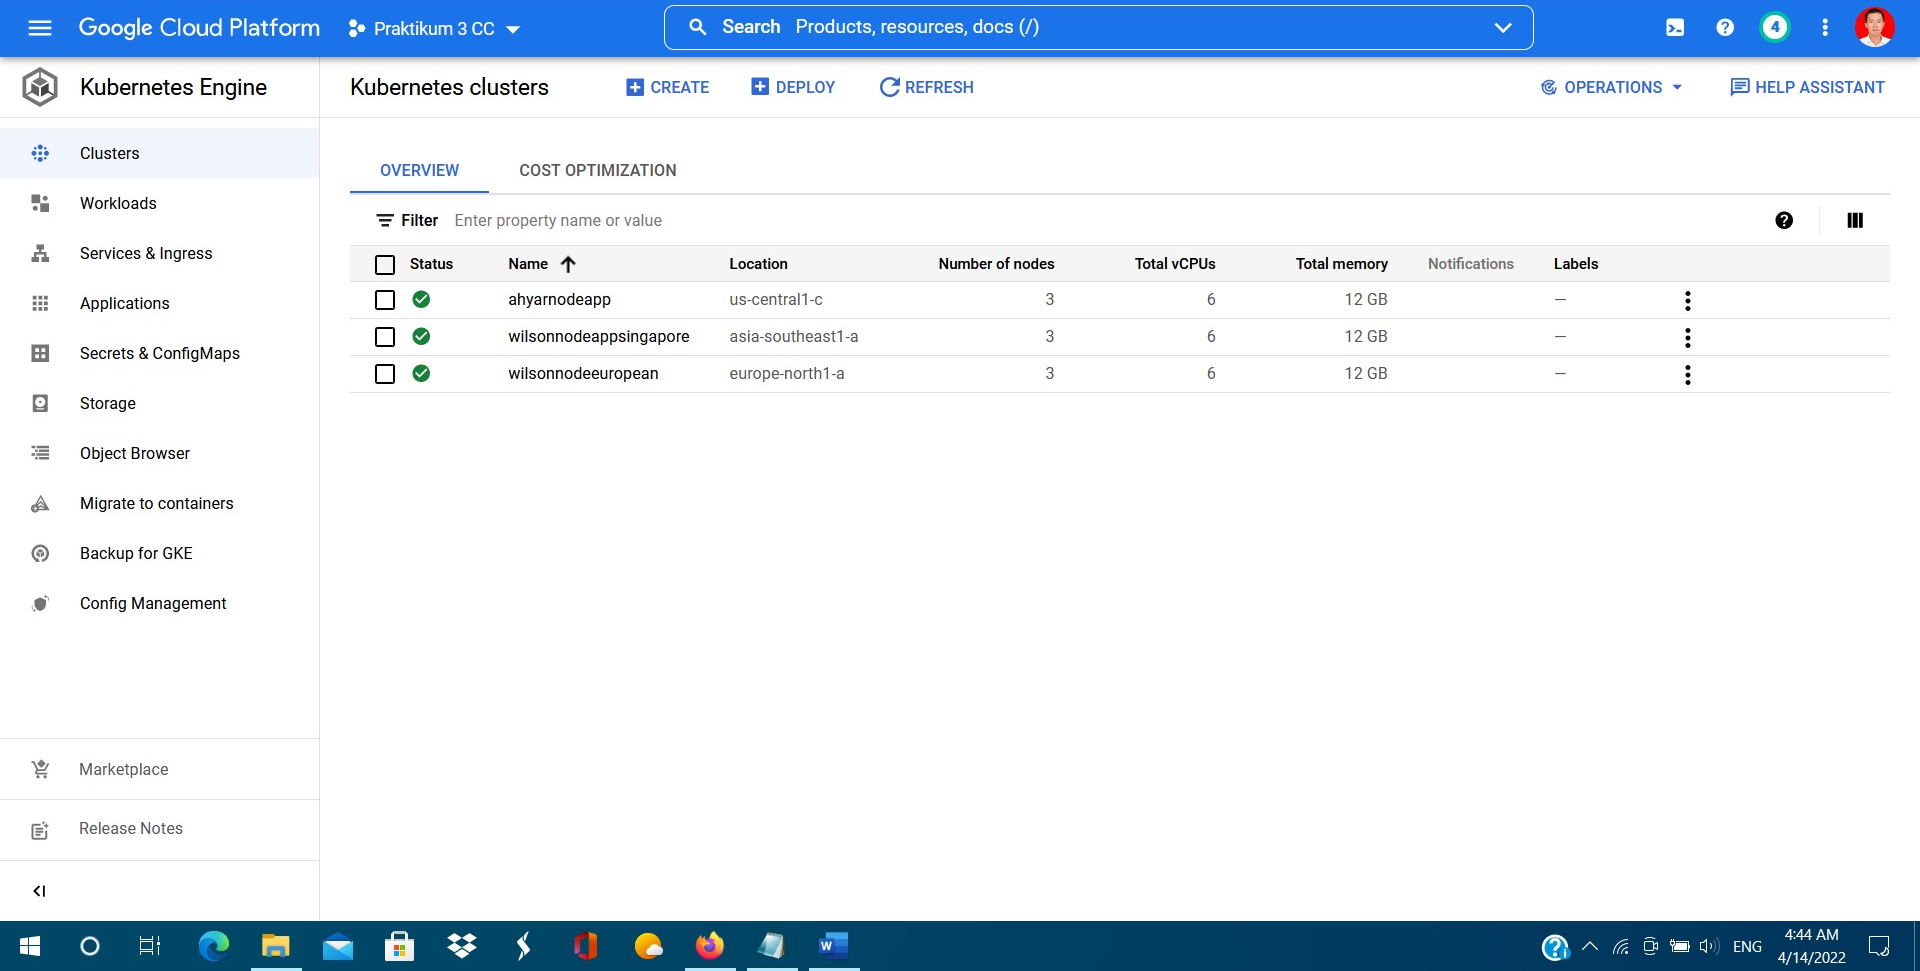 Google Cloud Platform Praktikum 3 CC Search Products, resources, docs (/) 4
Kubernetes Engine Kubernetes clusters CREATE DEPLOY REFRESH OPERATIONS HELP ASSISTANT
Clusters
Workloads
Services & Ingress
Applications
Secrets & ConfigMaps
Storage
Object Browser
Migrate to containers
Backup for GKE
Config Management
Marketplace
Release Notes
OVERVIEW COST OPTIMIZATION
Filter Enter property name or value
Status Name Location Number of nodes Total vCPUs Total memory Notifications Labels
ahyarnodeapp us-central1-c 3 6 12 GB —
wilsonnodeappsingapore asia-southeast1-a 3 6 12 GB —
wilsonnodeeuropean europe-north1-a 3 6 12 GB —
ENG 4:44 AM
4/14/2022